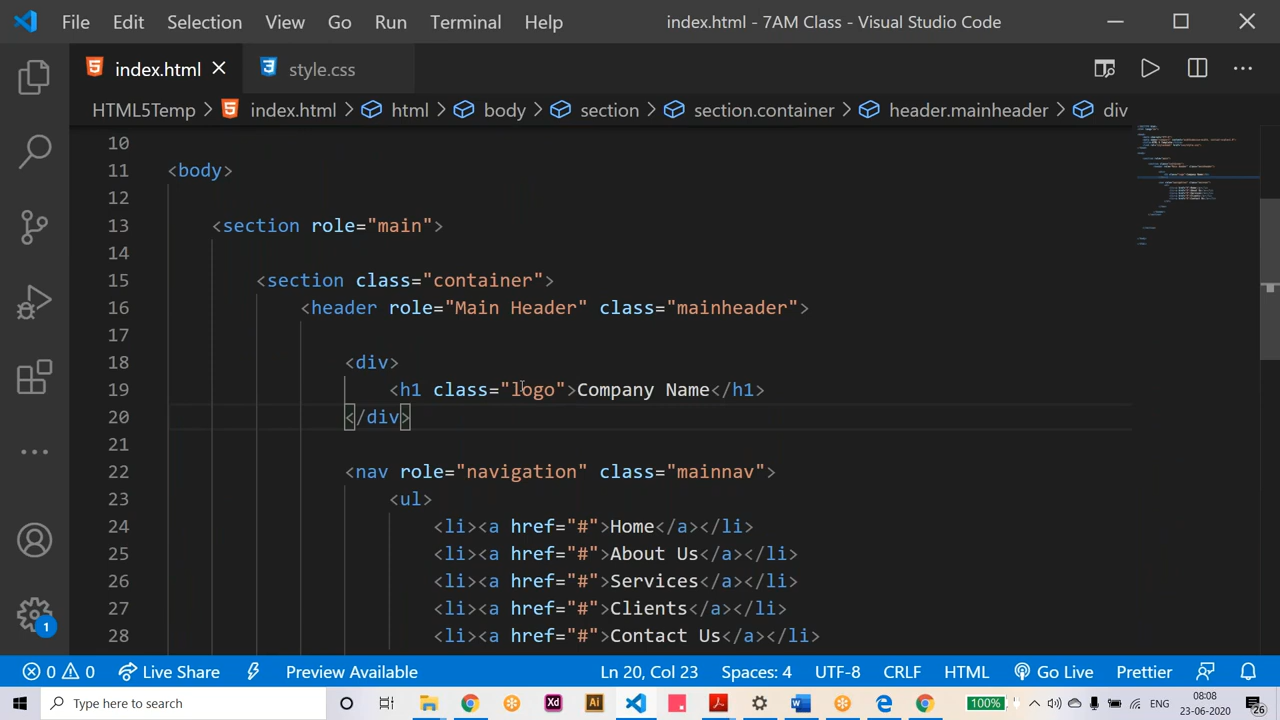 File Edit Selection View Go Run Terminal Help index.html - 7AM Class - Visual Studio Code
index.html style.css
HTML5Temp > index.html > html > body > section > section.container > header.mainheader > div
10
11 <body>
12
13 <section role="main">
14
15 <section class="container">
16 <header role="Main Header" class="mainheader">
17
18 <div>
19 <h1 class="logo">Company Name</h1>
20 </div>
21
22 <nav role="navigation" class="mainnav">
23 <ul>
24 <li><a href="#">Home</a></li>
25 <li><a href="#">About Us</a></li>
26 <li><a href="#">Services</a></li>
27 <li><a href="#">Clients</a></li>
28 <li><a href="#">Contact Us</a></li>
1
0 0 Live Share Preview Available Ln 20, Col 23 Spaces: 4 UTF-8 CRLF HTML Go Live Prettier
Type here to search Xd Ai 100% ENG 08:08
23-06-2020 26